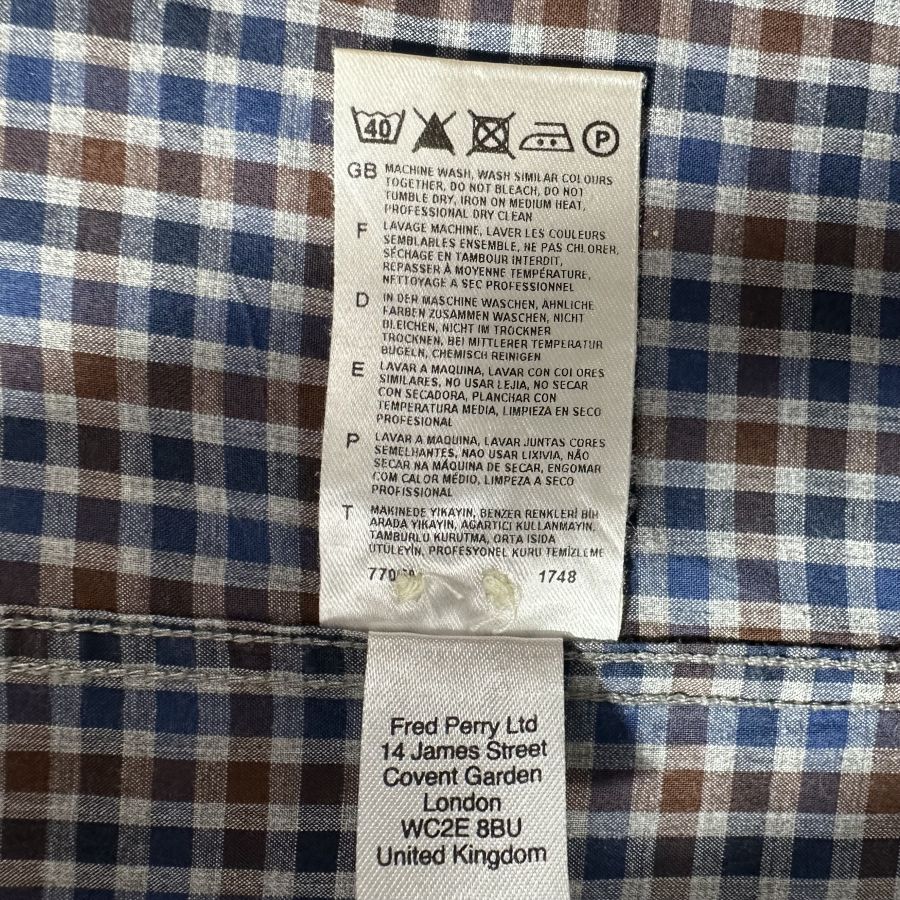 40
P
GB MACHINE WASH, WASH SIMILAR COLOURS
TOGETHER, DO NOT BLEACH, DO NOT
TUMBLE DRY, IRON ON MEDIUM HEAT,
PROFESSIONAL DRY CLEAN
F LAVAGE MACHINE, LAVER LES COULEURS
SEMBLABLES ENSEMBLE, NE PAS CHLORER,
SÉCHAGE EN TAMBOUR INTERDIT,
REPASSER À MOYENNE TEMPÉRATURE,
NETTOYAGE A SEC PROFESSIONNEL
D IN DER MASCHINE WASCHEN, ÄHNLICHE
FARBEN ZUSAMMEN WASCHEN, NICHT
BLEICHEN, NICHT IM TROCKNER
TROCKNEN, BEI MITTLERER TEMPERATUR
BÜGELN, CHEMISCH REINIGEN
E LAVAR A MAQUINA, LAVAR CON COLORES
SIMILARES, NO USAR LEJIA, NO SECAR
CON SECADORA, PLANCHAR CON
TEMPERATURA MEDIA, LIMPIEZA EN SECO
PROFESIONAL
P LAVAR A MAQUINA, LAVAR JUNTAS CORES
SEMELHANTES, NAO USAR LIXIVIA, NÃO
SECAR NA MÁQUINA DE SECAR, ENGOMAR
COM CALOR MÉDIO, LIMPEZA A SECO
PROFISSIONAL
T MAKINEDE YIKAYIN, BENZER RENKLERI BIR
ARADA YIKAYIN, AGARTICI KULLANMAYIN,
TAMBURLU KURUTMA, ORTA ISIDA
ÜTÜLEYIN, PROFESYONEL KURU TEMIZLEME
1748
Fred Perry Ltd
14 James Street
Covent Garden
London
WC2E 8BU
United Kingdom